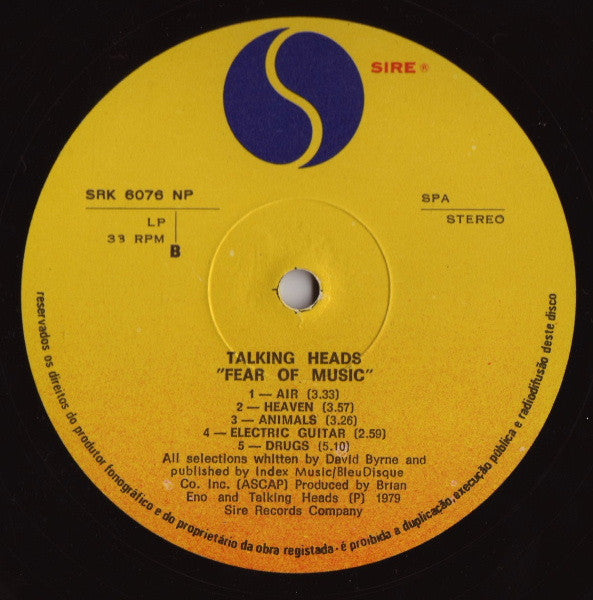 SIRE ®
SRK 6076 NP
LP
33 RPM
B
SPA
STEREO
TALKING HEADS
"FEAR OF MUSIC"
1 — AIR (3.33)
2 — HEAVEN (3.57)
3 — ANIMALS (3.26)
4 — ELECTRIC GUITAR (2.59)
5 — DRUGS (5.10)
All selections whritten by David Byrne and
published by Index Music/BleuDisque
Co. Inc. (ASCAP) Produced by Brian
Eno and Talking Heads (P) 1979
Sire Records Company
reservados os direitos do produtor fonográfico e do proprietário da obra registada - é proibida a duplicação, execução pública e radiodifusão deste disco